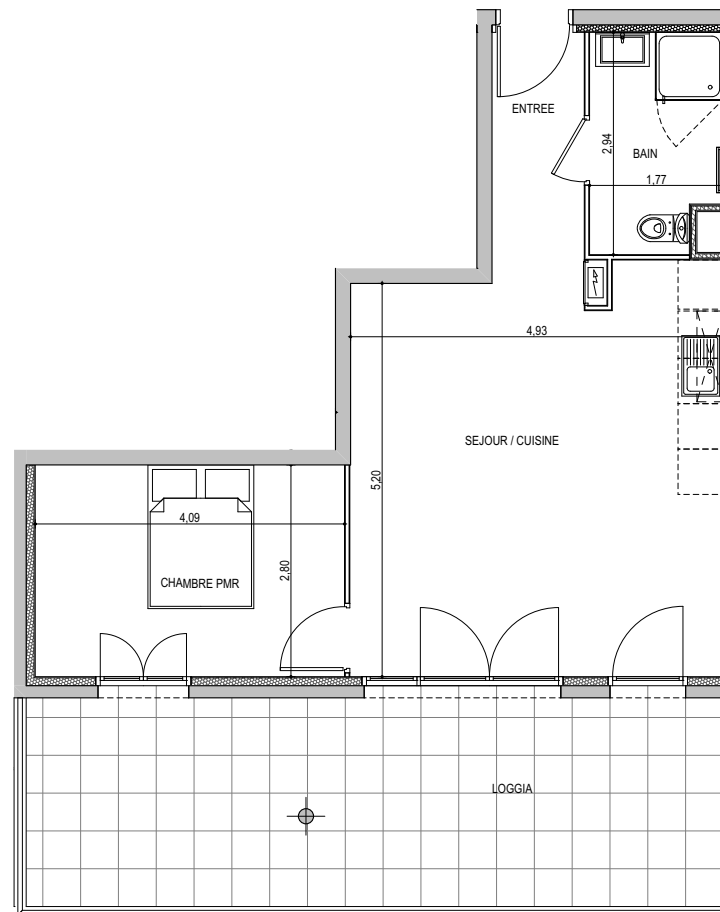 ENTREE
2,94
BAIN
1,77
4,93
SEJOUR / CUISINE
5,20
4,09
2,80
CHAMBRE PMR
LOGGIA